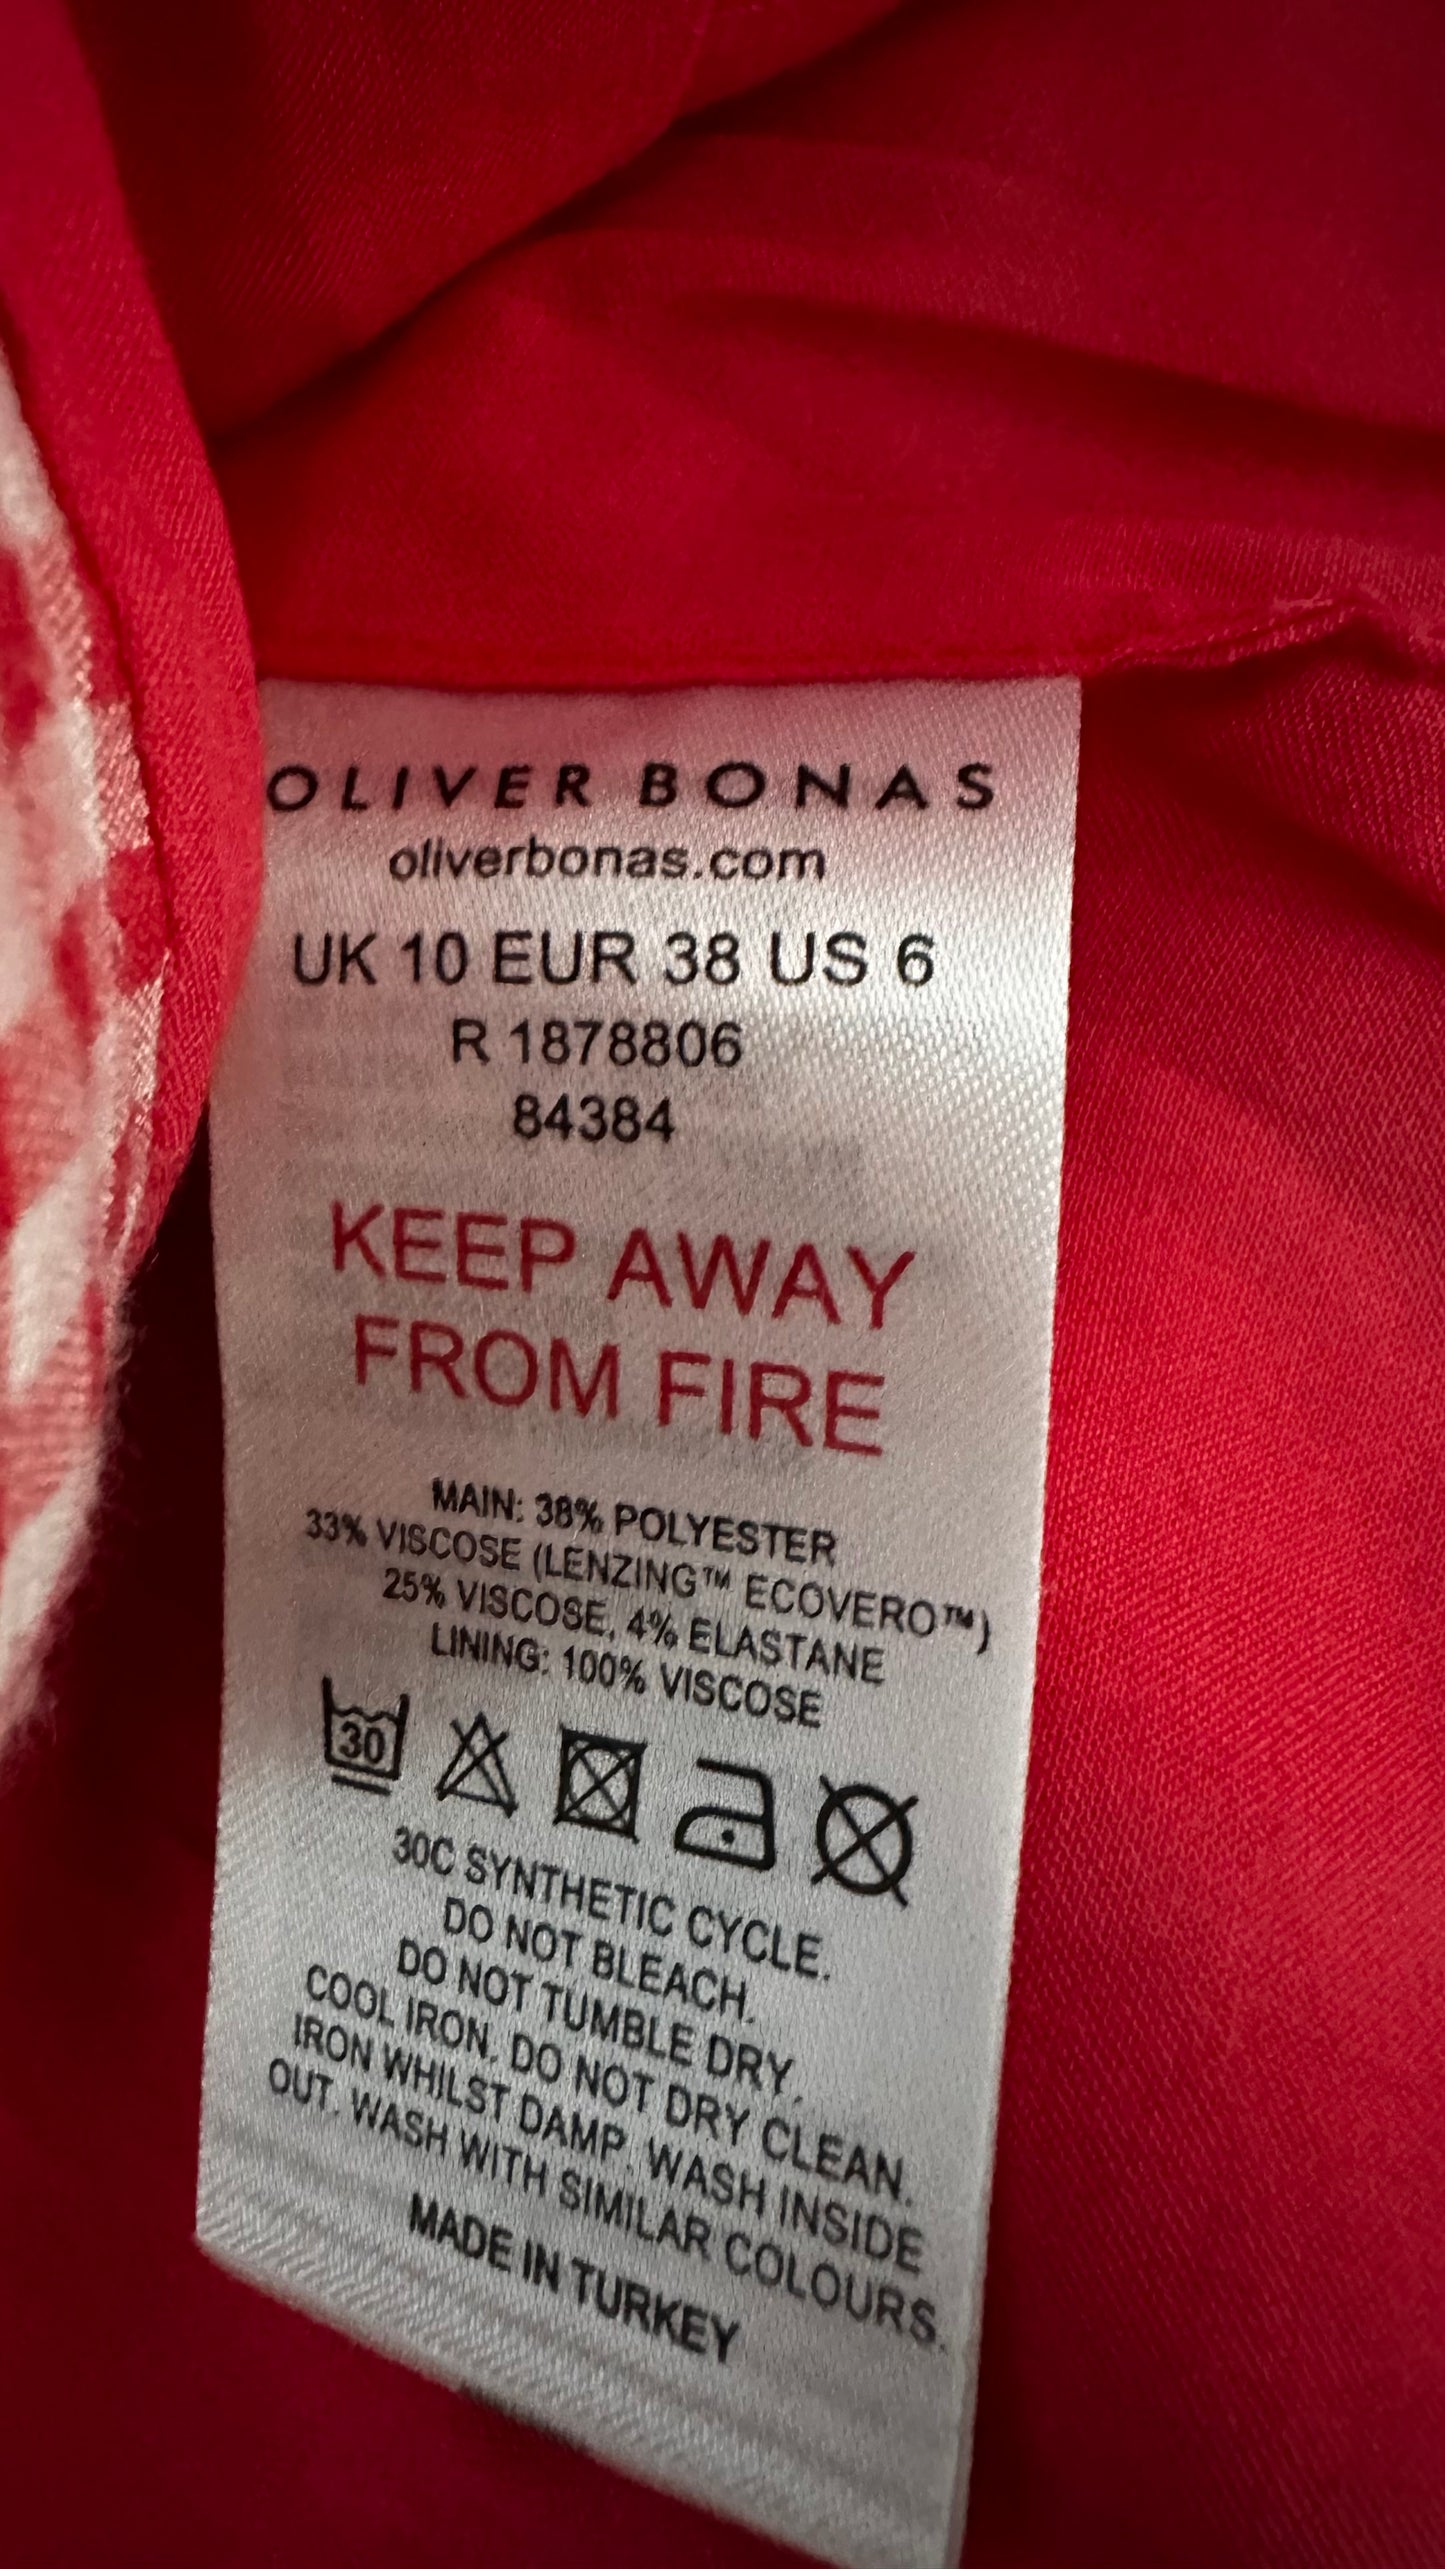 OLIVER BONAS
oliverbonas.com
UK 10 EUR 38 US 6
R 1878806
84384
KEEP AWAY
FROM FIRE
MAIN: 38% POLYESTER
33% VISCOSE (LENZING™ ECOVERO™)
25% VISCOSE, 4% ELASTANE
LINING: 100% VISCOSE
30
30C SYNTHETIC CYCLE.
DO NOT BLEACH.
DO NOT TUMBLE DRY.
COOL IRON. DO NOT DRY CLEAN.
IRON WHILST DAMP. WASH INSIDE
OUT. WASH WITH SIMILAR COLOURS.
MADE IN TURKEY